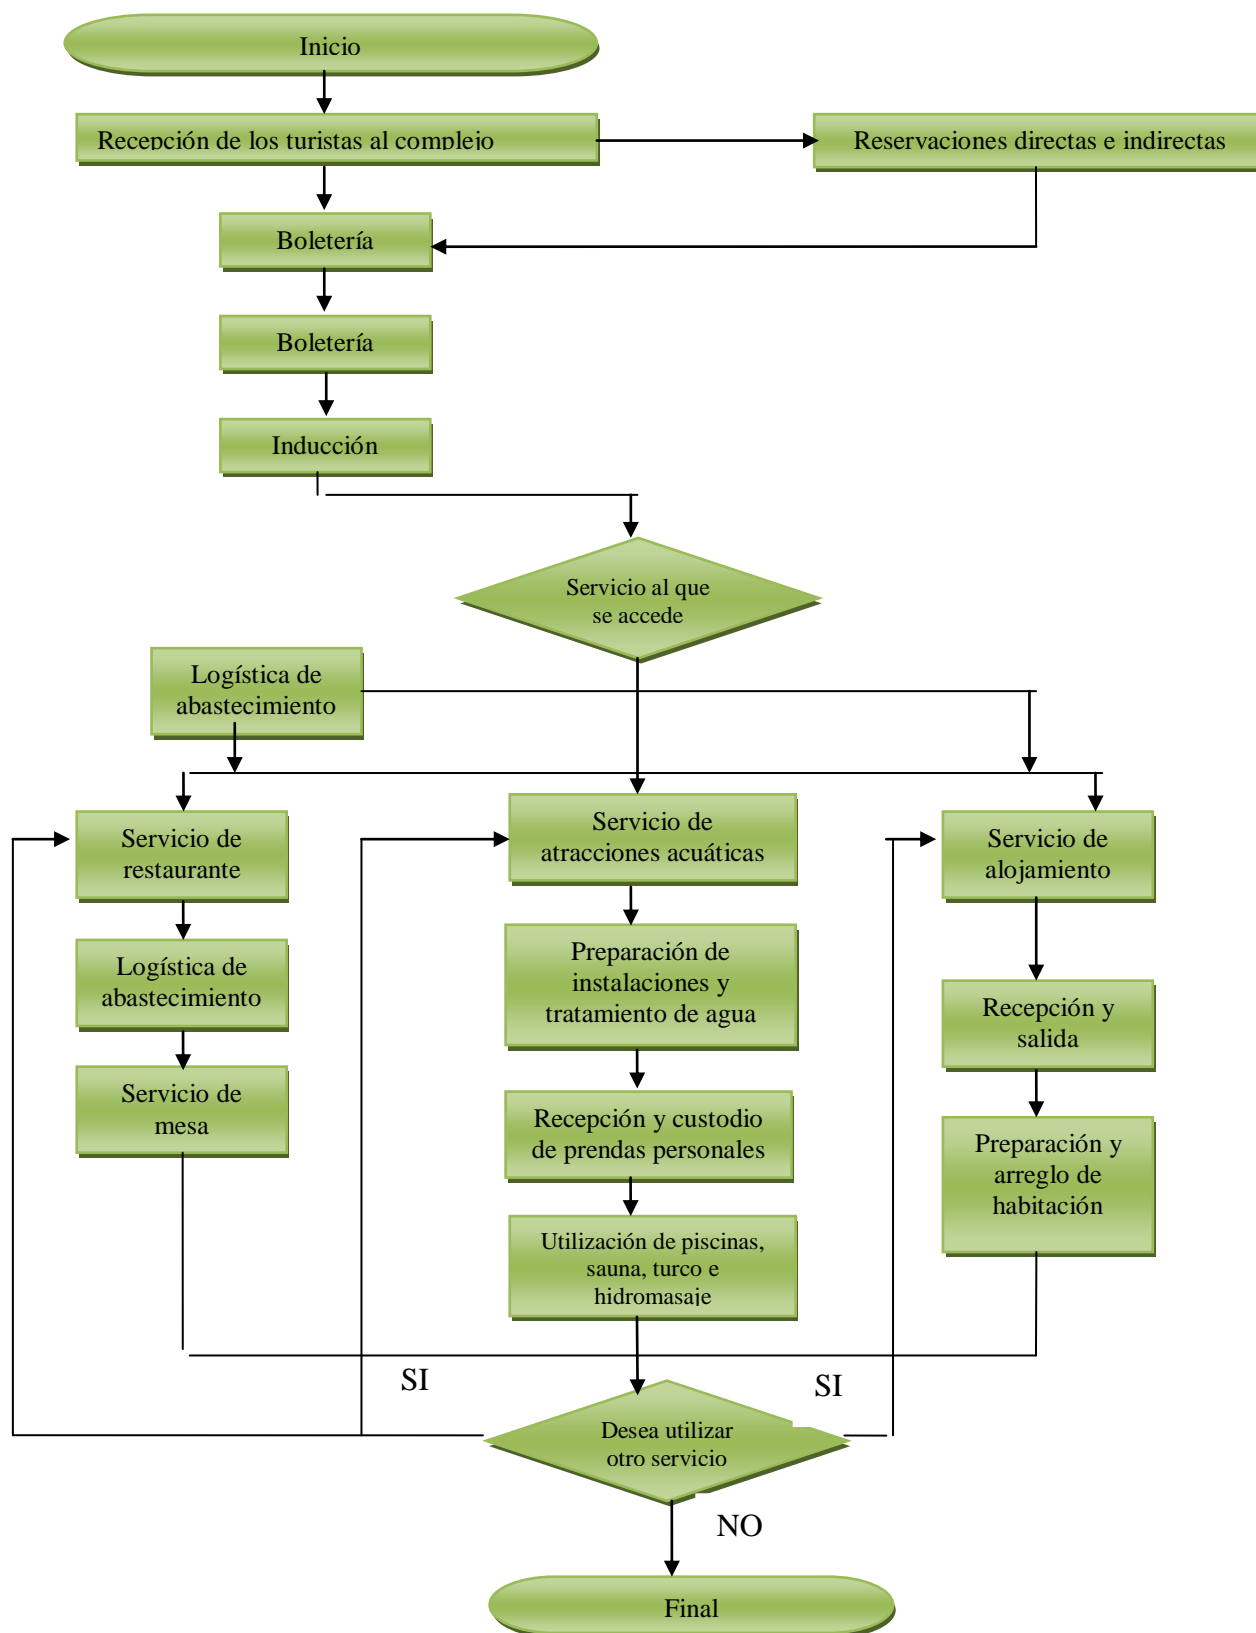 Inicio
Recepción de los turistas al complejo
Reservaciones directas e indirectas
Boletería
Boletería
Inducción
Servicio al que
se accede
Logística de
abastecimiento
Servicio de
restaurante
Servicio de
atracciones acuáticas
Servicio de
alojamiento
Logística de
abastecimiento
Preparación de
instalaciones y
tratamiento de agua
Recepción y
salida
Servicio de
mesa
Recepción y custodio
de prendas personales
Preparación y
arreglo de
habitación
Utilización de piscinas,
sauna, turco e
hidromasaje
SI
SI
Desea utilizar
otro servicio
NO
Final